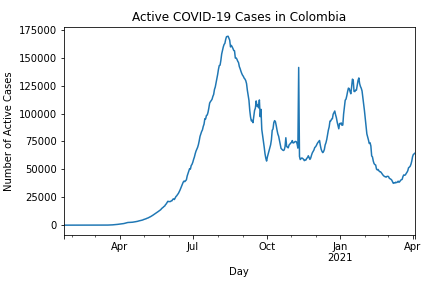 Active COVID-19 Cases in Colombia
175000
150000
125000
100000
75000
50000
25000
0
Number of Active Cases
Apr
Jul
Oct
Jan
2021
Apr
Day